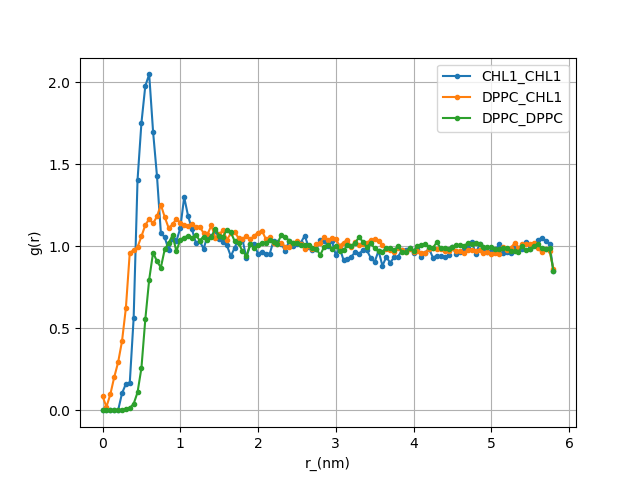 CHL1_CHL1
DPPC_CHL1
DPPC_DPPC
g(r)
2.0
1.5
1.0
0.5
0.0
0 1 2 3 4 5 6
r_(nm)